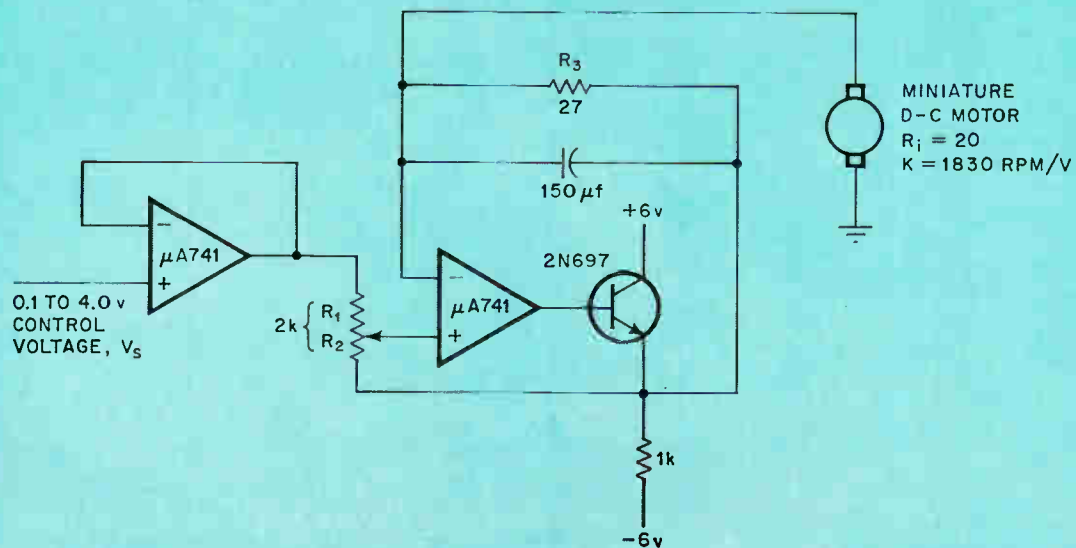 R3
27
150 μf
MINIATURE
D-C MOTOR
Ri = 20
K = 1830 RPM/V
+6v
2N697
−
μA741
+
0.1 TO 4.0 v
CONTROL
VOLTAGE, Vs
2k { R1
R2
−
μA741
+
1k
-6v